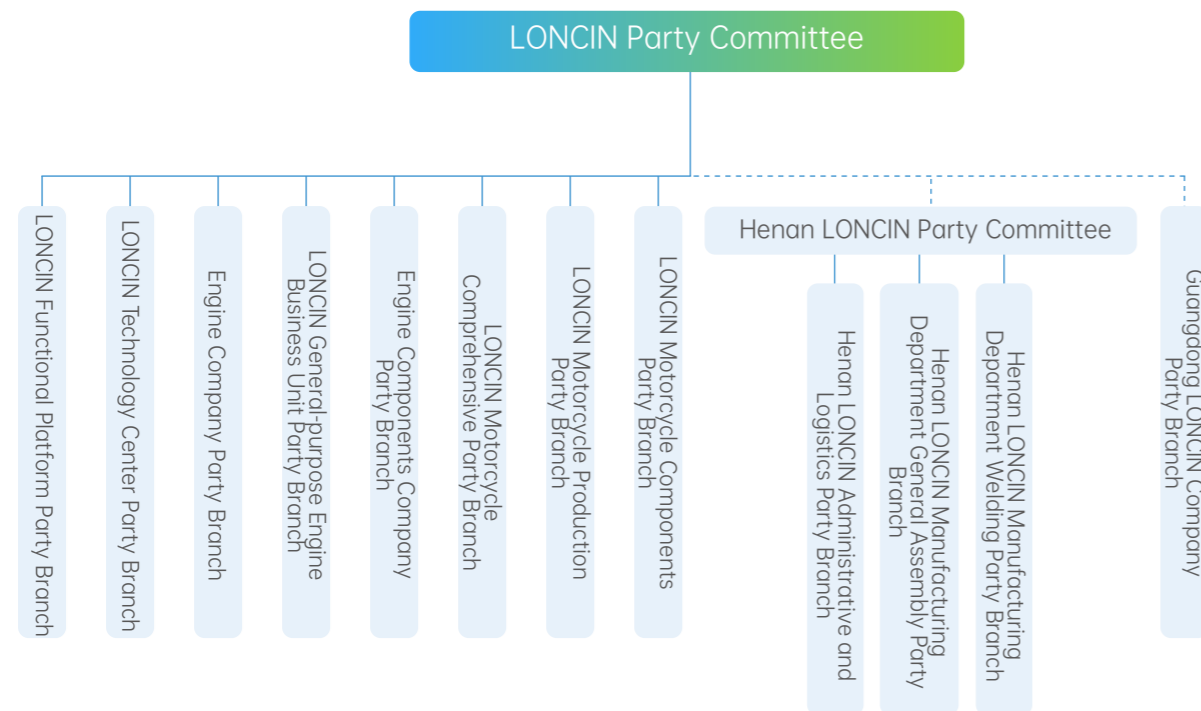 LONCIN Party Committee
LONCIN Functional Platform Party Branch
LONCIN Technology Center Party Branch
Engine Company Party Branch
LONCIN General-purpose Engine
Business Unit Party Branch
Engine Components Company
Party Branch
LONCIN Motorcycle
Comprehensive Party Branch
LONCIN Motorcycle Production
Party Branch
LONCIN Motorcycle Components
Party Branch
Henan LONCIN Party Committee
Henan LONCIN Administrative and
Logistics Party Branch
Henan LONCIN Manufacturing
Department General Assembly Party
Branch
Henan LONCIN Manufacturing
Department Welding Party Branch
Guangdong LONCIN Company
Party Branch